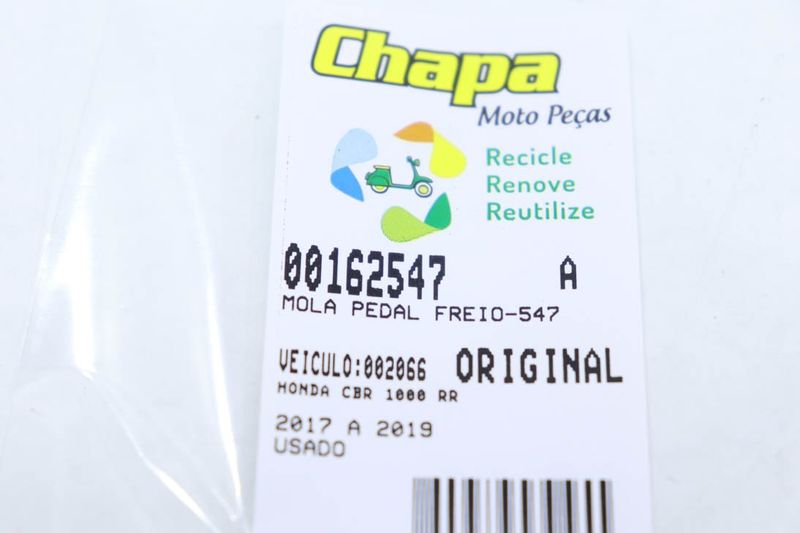 Chapa
Moto Peças
Recicle
Renove
Reutilize
00162547 A
MOLA PEDAL FREIO-547
VEICULO:002066 ORIGINAL
HONDA CBR 1000 RR
2017 A 2019
USADO